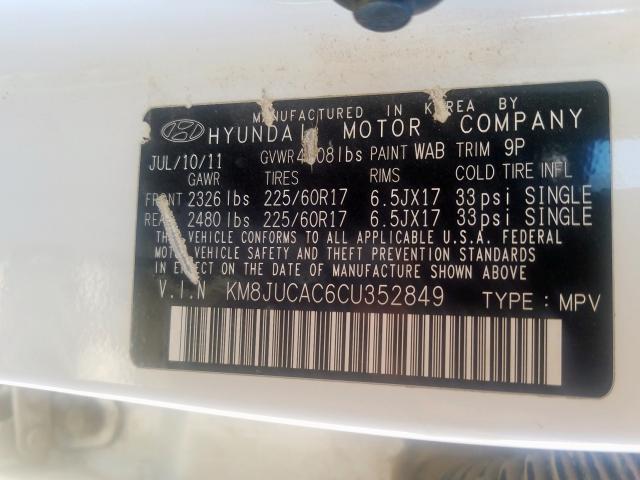 MANUFACTURED IN KOREA BY
HYUNDAI MOTOR COMPANY
JUL/10/11 PAINT WAB TRIM 9P
GAWR TIRES RIMS COLD TIRE INFL
FRONT 2326 lbs 225/60R17 6.5JX17 33psi SINGLE
REAR 2480 lbs 225/60R17 6.5JX17 33psi SINGLE
THIS VEHICLE CONFORMS TO ALL APPLICABLE U.S.A. FEDERAL
MOTOR VEHICLE SAFETY AND THEFT PREVENTION STANDARDS
IN EFFECT ON THE DATE OF MANUFACTURE SHOWN ABOVE
V.I.N KM8JUCAC6CU352849 TYPE : MPV